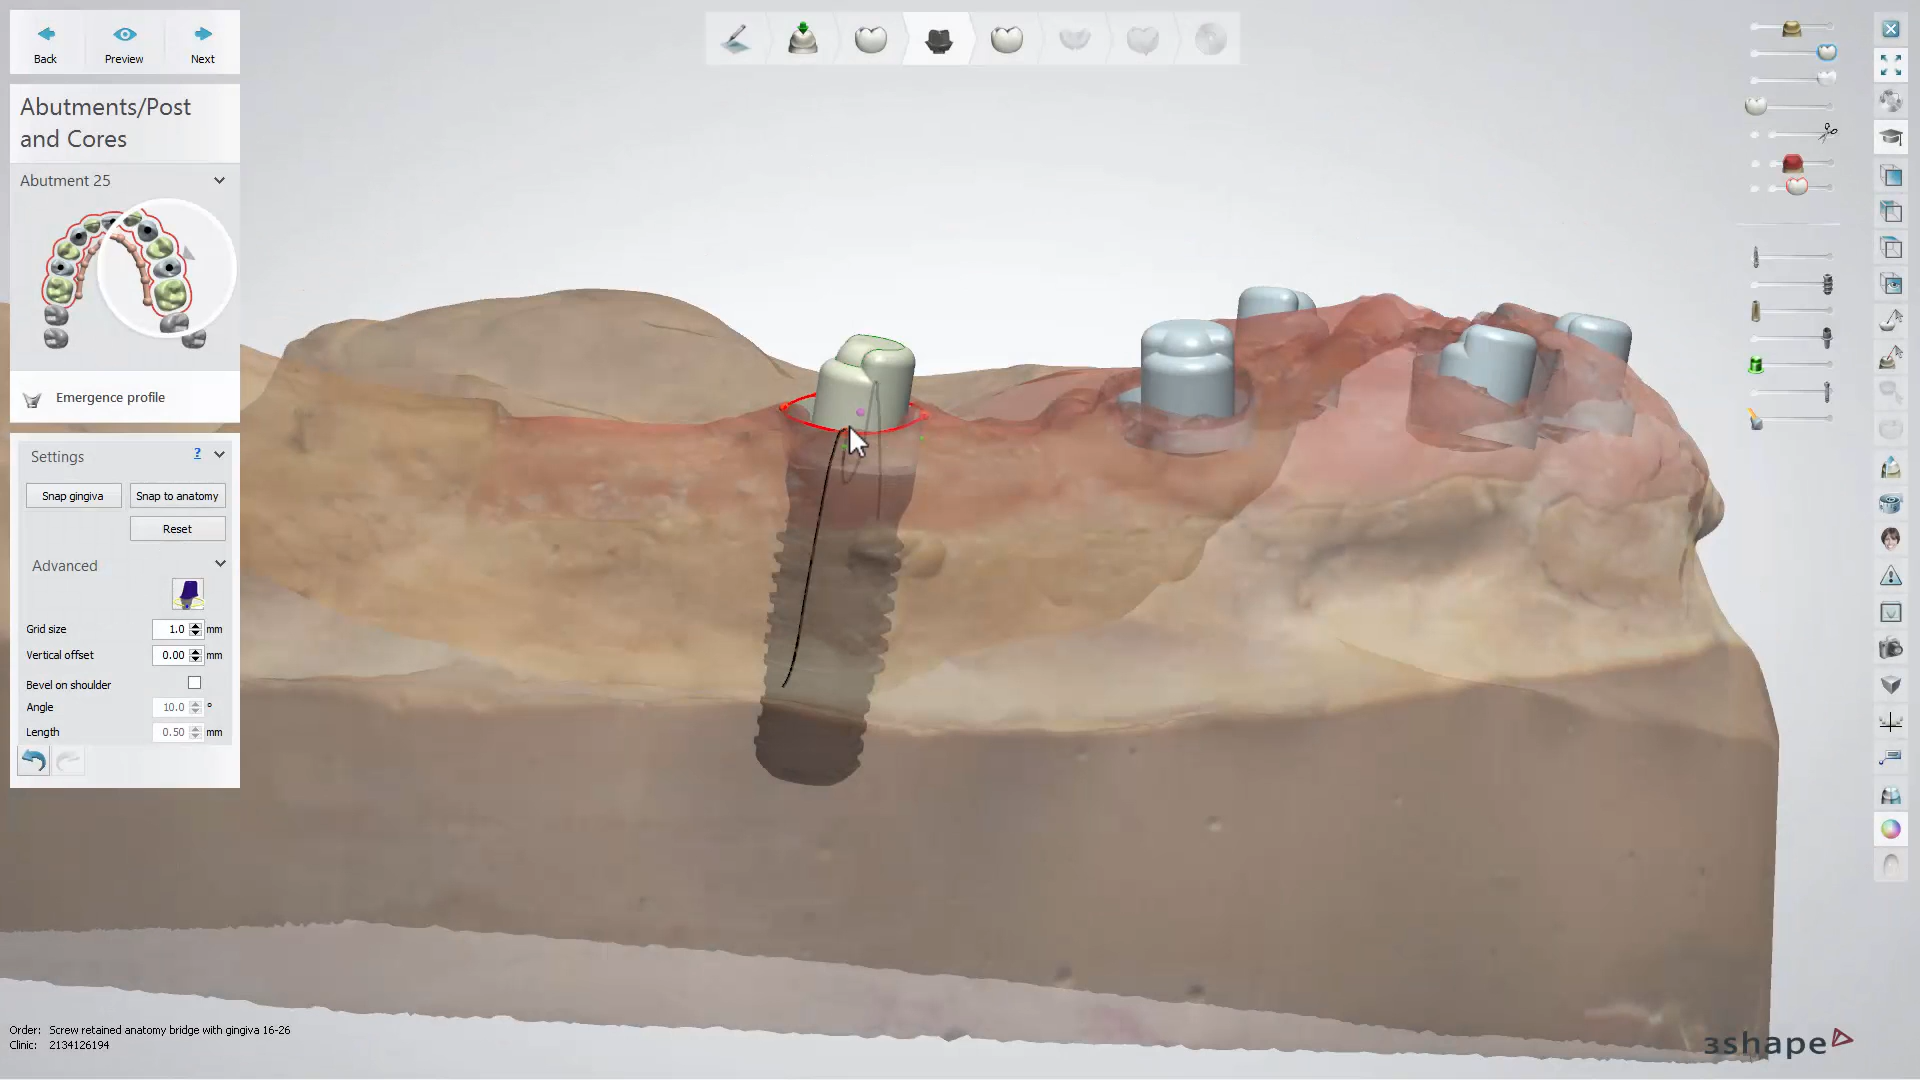 Back
Preview
Next
Abutments/Post
and Cores
Abutment 25
Emergence profile
Settings
?
Snap gingiva
Snap to anatomy
Reset
Advanced
Grid size 1.0 mm
Vertical offset 0.00 mm
Bevel on shoulder
Angle 10.0 °
Length 0.50 mm
Order: Screw retained anatomy bridge with gingiva 16-26
Clinic: 2134126194
3shape